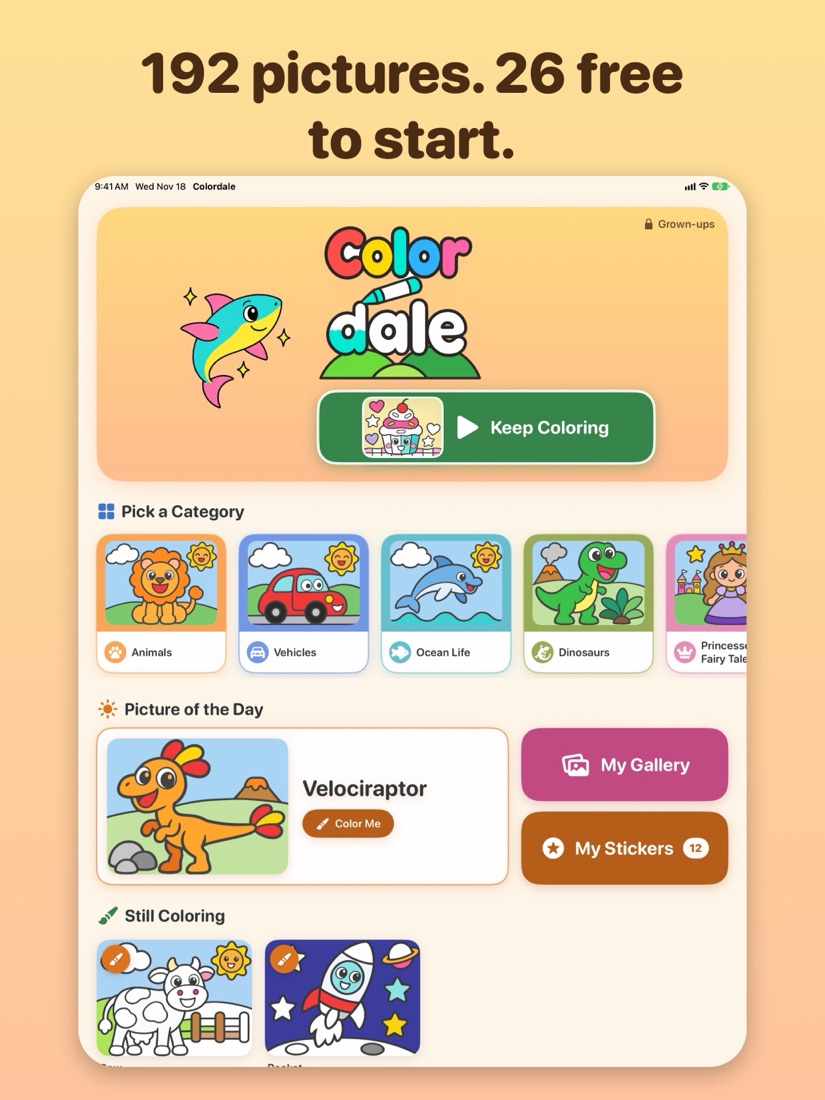 192 pictures. 26 free
to start.
9:41 AM Wed Nov 18 Colordale
Grown-ups
Color
dale
Keep Coloring
Pick a Category
Animals
Vehicles
Ocean Life
Dinosaurs
Fairy Tale
Picture of the Day
Velociraptor
Color Me
My Gallery
My Stickers 12
Still Coloring